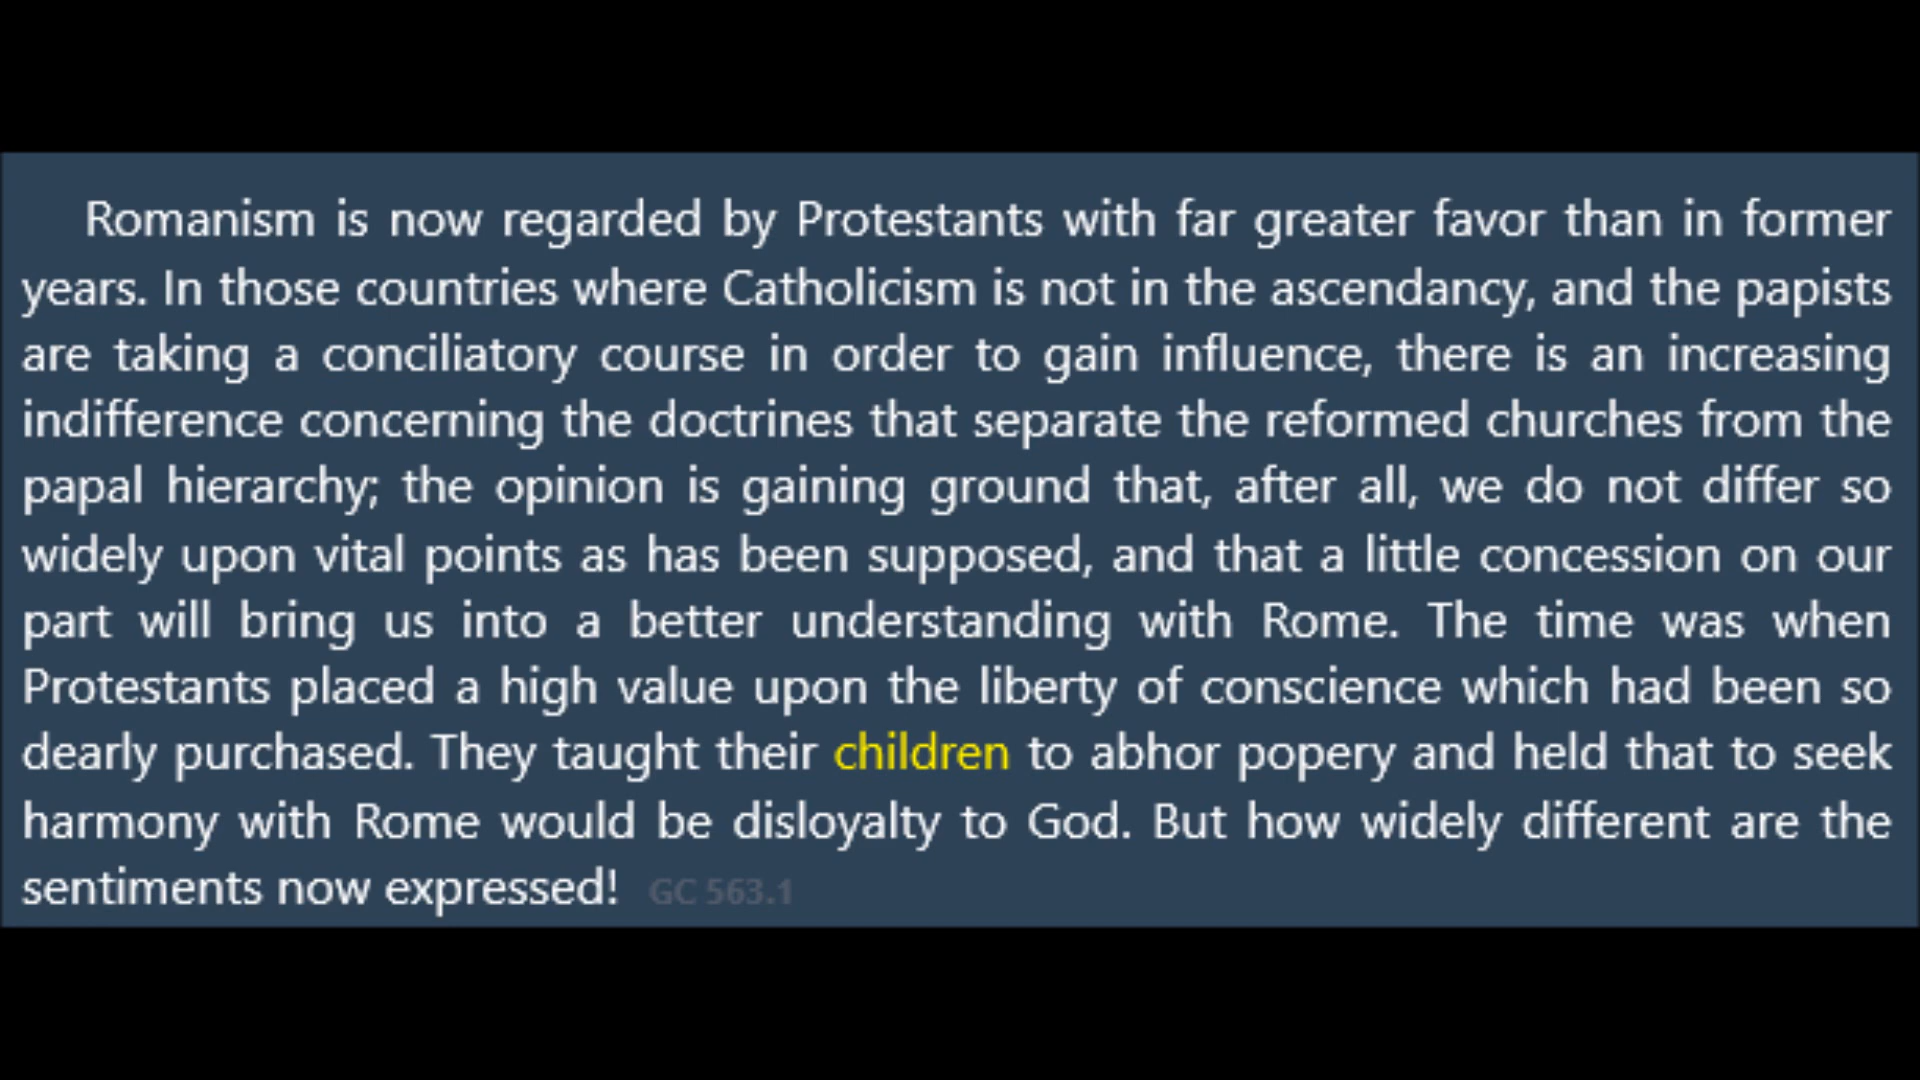 Romanism is now regarded by Protestants with far greater favor than in former
years. In those countries where Catholicism is not in the ascendancy, and the papists
are taking a conciliatory course in order to gain influence, there is an increasing
indifference concerning the doctrines that separate the reformed churches from the
papal hierarchy; the opinion is gaining ground that, after all, we do not differ so
widely upon vital points as has been supposed, and that a little concession on our
part will bring us into a better understanding with Rome. The time was when
Protestants placed a high value upon the liberty of conscience which had been so
dearly purchased. They taught their children to abhor popery and held that to seek
harmony with Rome would be disloyalty to God. But how widely different are the
sentiments now expressed! GC 563.1